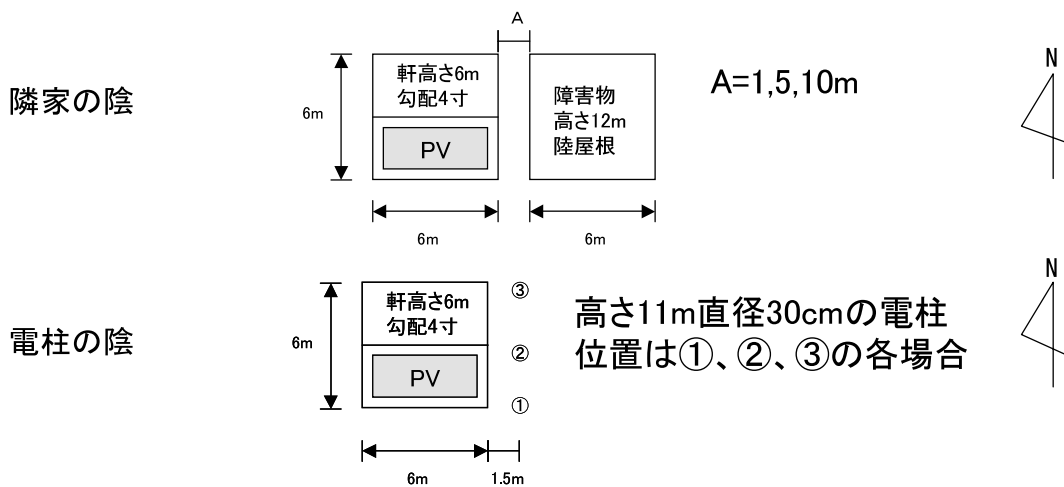 A
隣家の陰
6m
軒高さ6m
勾配4寸
PV
障害物
高さ12m
陸屋根
A=1,5,10m
N
6m
6m
電柱の陰
6m
軒高さ6m
勾配4寸
PV
③
②
①
高さ11m直径30cmの電柱
位置は①、②、③の各場合
N
6m
1.5m